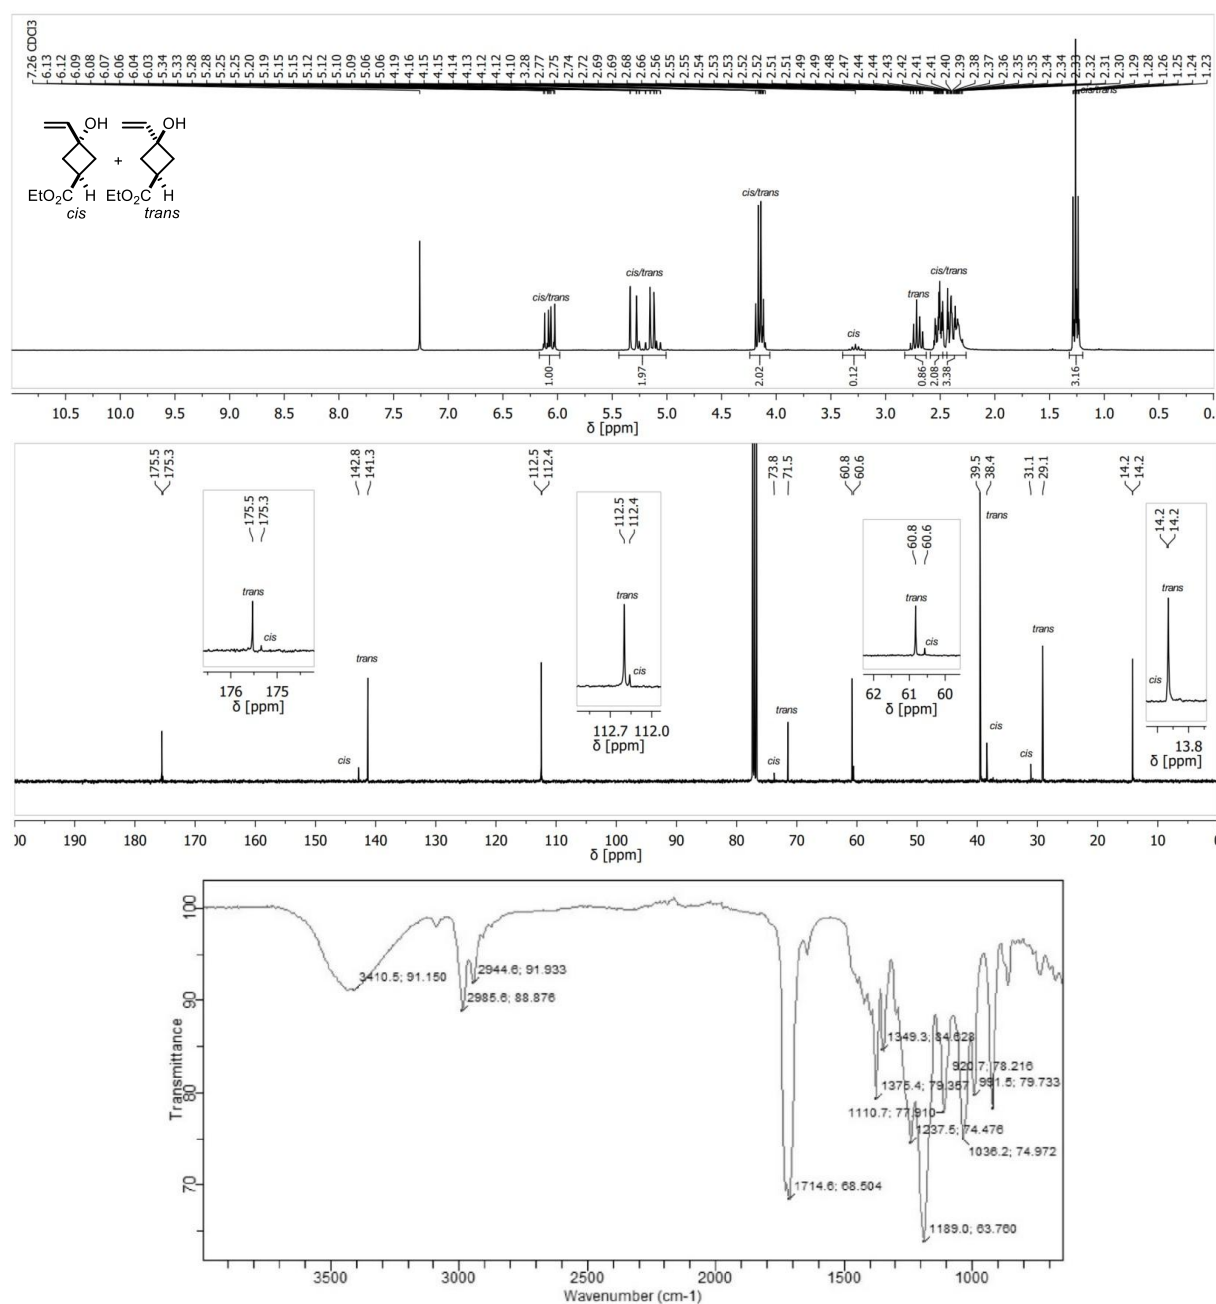 7.26 CDCl3
6.13
6.12
6.09
6.08
6.07
6.06
6.04
6.03
5.34
5.33
5.28
5.28
5.25
5.25
5.20
5.19
5.15
5.15
5.12
5.12
5.10
5.09
5.06
5.06
4.19
4.16
4.15
4.15
4.14
4.13
4.12
4.12
4.10
3.28
2.77
2.75
2.74
2.72
2.69
2.69
2.68
2.66
2.56
2.55
2.55
2.54
2.53
2.53
2.52
2.52
2.51
2.51
2.49
2.49
2.48
2.47
2.44
2.44
2.43
2.42
2.41
2.41
2.40
2.39
2.38
2.37
2.36
2.35
2.35
2.34
2.34
2.33
2.32
2.31
2.30
1.29
1.28
1.26
1.25
1.24
1.23
cis/trans
OH OH
+
EtO2C H EtO2C H
cis trans
cis/trans
cis/trans
cis/trans
cis
trans
cis/trans
1.00 1.97 2.02 0.12 0.86 2.08 3.38 3.16
10.5 10.0 9.5 9.0 8.5 8.0 7.5 7.0 6.5 6.0 5.5 5.0 4.5 4.0 3.5 3.0 2.5 2.0 1.5 1.0 0.5 0.
δ [ppm]
175.5 175.3 142.8 141.3 112.5 112.4 73.8 71.5 60.8 60.6 39.5 38.4 31.1 29.1 14.2 14.2
175.5 175.3
trans
cis
176 175
δ [ppm]
112.5 112.4
trans
cis
112.7 112.0
δ [ppm]
60.8 60.6
trans
cis
62 61 60
δ [ppm]
14.2 14.2
trans
cis
13.8
δ [ppm]
cis
trans
cis
trans
trans
cis
cis
trans
00 190 180 170 160 150 140 130 120 110 100 90 80 70 60 50 40 30 20 10
δ [ppm]
Transmittance
100
90
80
70
3410.5; 91.150
2944.6; 91.933
2985.6; 88.876
1349.3; 84.623
920.7; 78.216
1375.4; 79.357
991.5; 79.733
1110.7; 77.910
1237.5; 74.476
1036.2; 74.972
1714.6; 68.504
1189.0; 63.760
3500 3000 2500 2000 1500 1000
Wavenumber (cm-1)